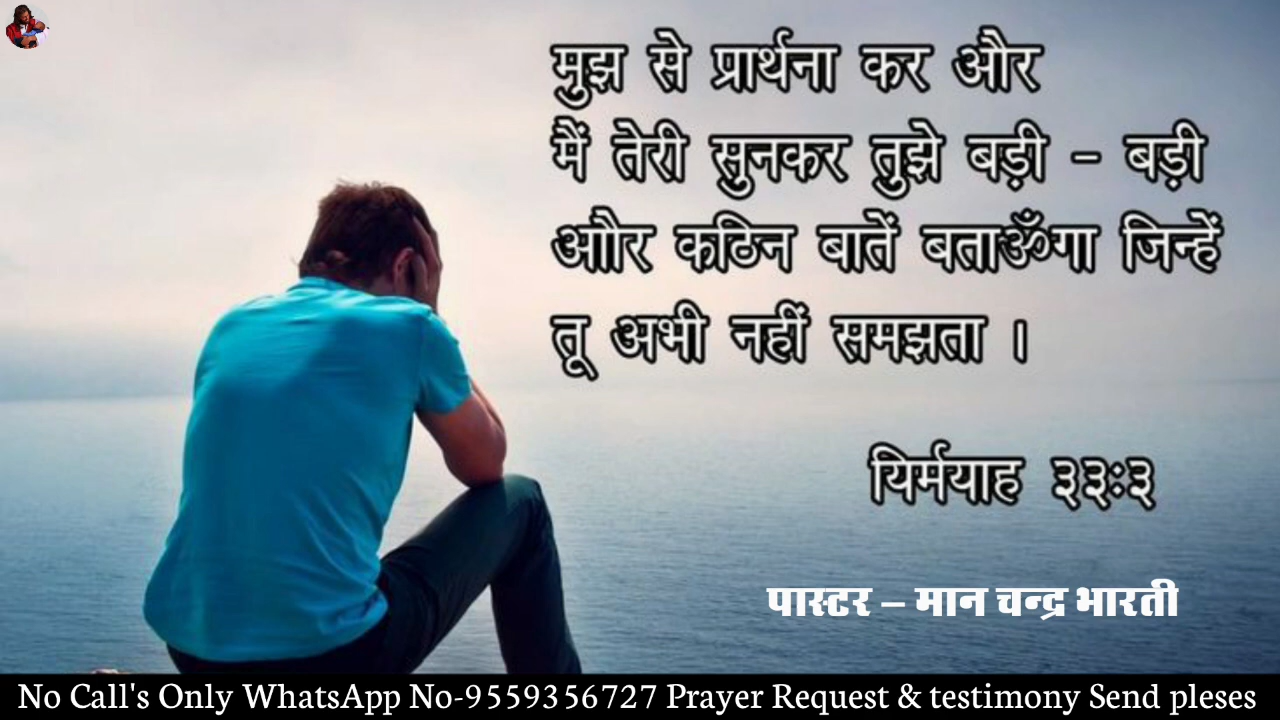 मुझ से प्रार्थना कर और
मैं तेरी सुनकर तुझे बड़ी - बड़ी
आौर कठिन बातें बताॐगा जिन्हें
तू अभी नहीं समझता ।
यिर्मयाह ३३:३
पास्टर – मान चन्द्र भारती
No Call's Only WhatsApp No-9559356727 Prayer Request & testimony Send pleses